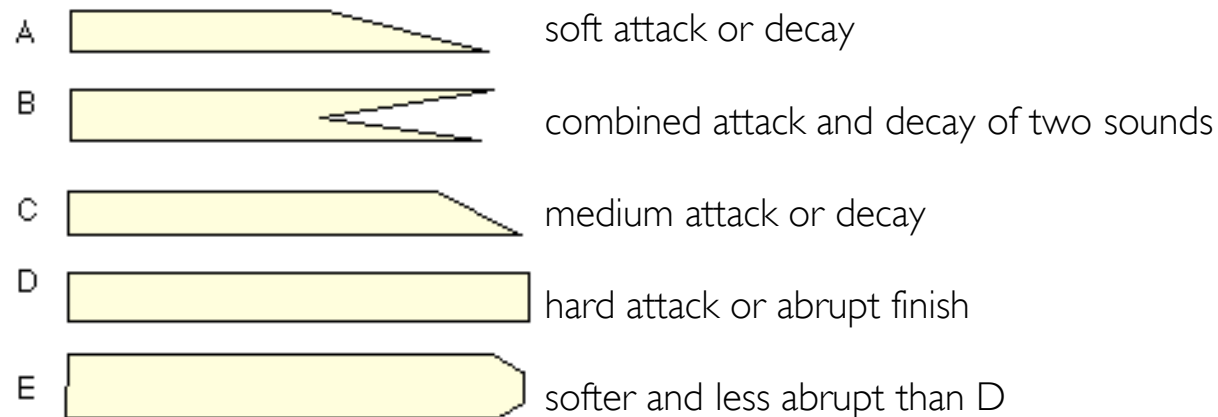 A soft attack or decay
B combined attack and decay of two sounds
C medium attack or decay
D hard attack or abrupt finish
E softer and less abrupt than D